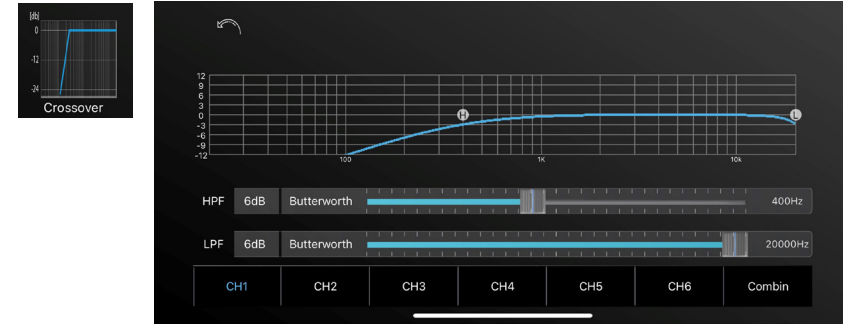 [db]
0
-12
-24
Crossover
12
9
6
3
0
-3
-6
-9
-12
H
L
100
1K
10K
HPF 6dB Butterworth 400Hz
LPF 6dB Butterworth 20000Hz
CH1 CH2 CH3 CH4 CH5 CH6 Combin